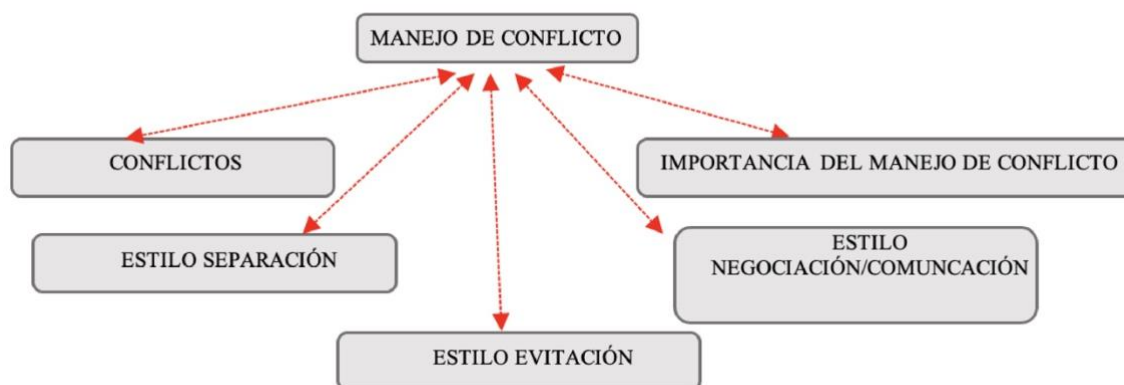 MANEJO DE CONFLICTO
CONFLICTOS
IMPORTANCIA DEL MANEJO DE CONFLICTO
ESTILO SEPARACIÓN
ESTILO
NEGOCIACIÓN/COMUNCACIÓN
ESTILO EVITACIÓN